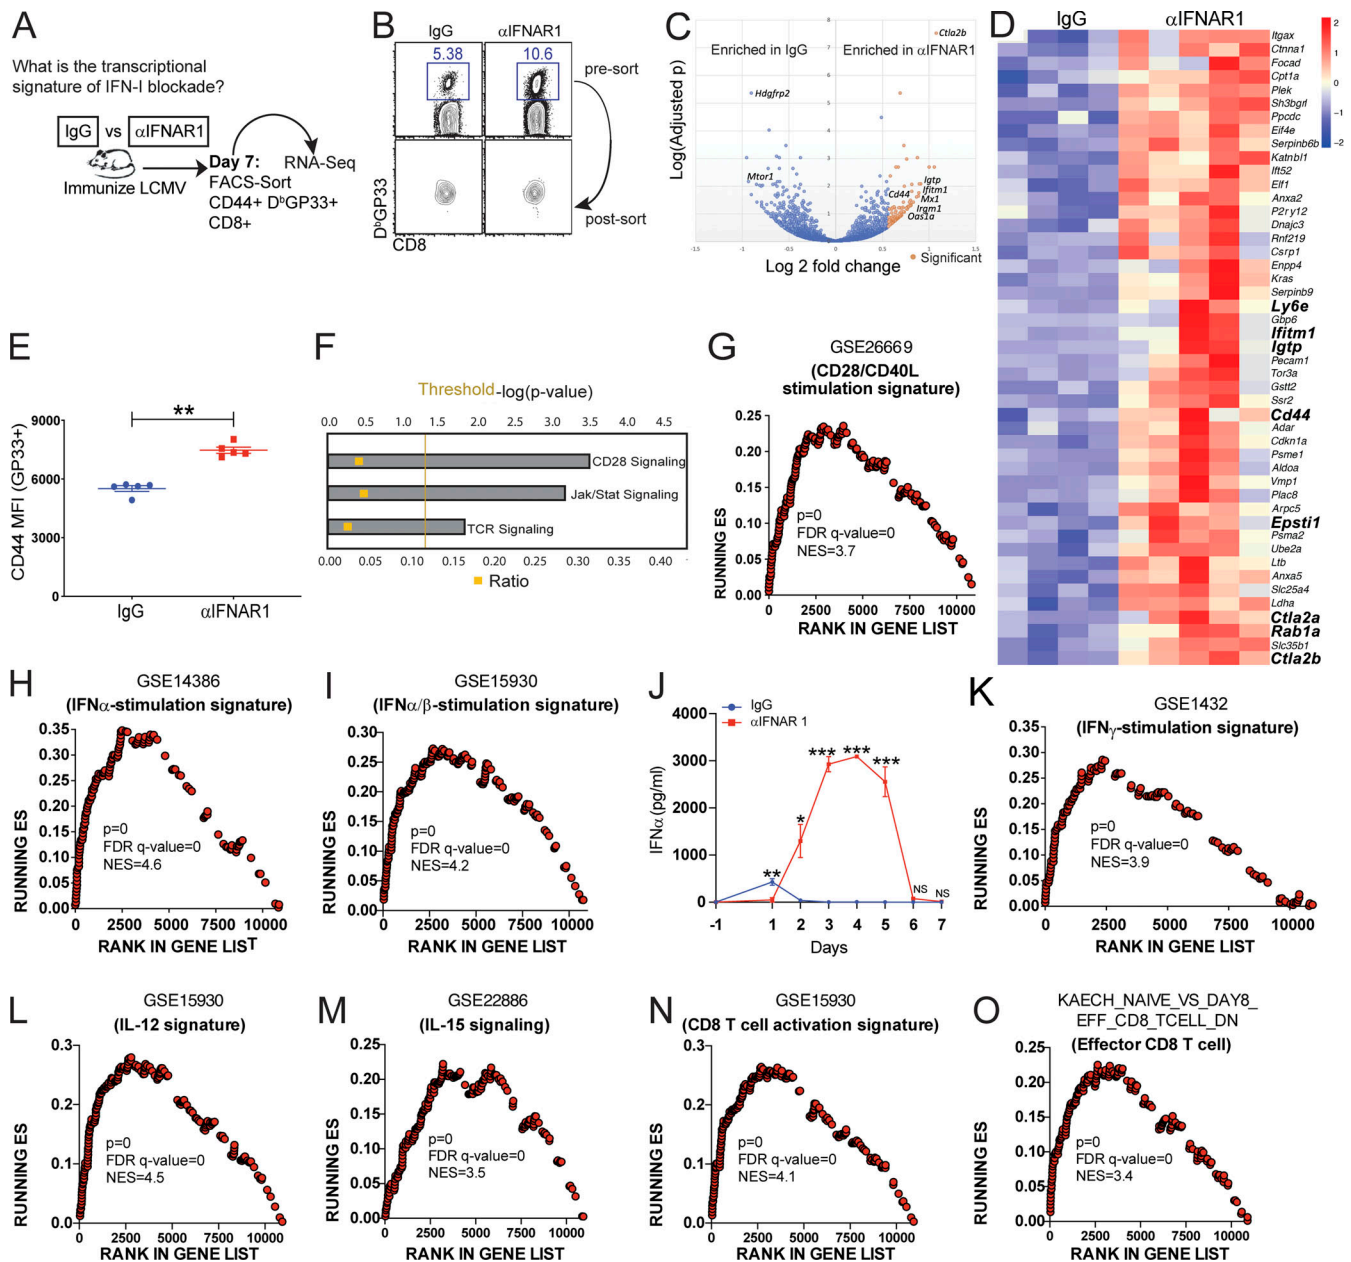 A
What is the transcriptional
signature of IFN-I blockade?
IgG vs αIFNAR1
Immunize LCMV
Day 7: RNA-Seq
FACS-Sort
CD44+ DᵇGP33+
CD8+
B
IgG αIFNAR1
5.38 10.6
pre-sort
post-sort
DᵇGP33
CD8
C
Enriched in IgG Enriched in αIFNAR1
Ctla2b
Hdgfrp2
Mtor1
Igtp
Cd44 Ifitm1
Mx1
Irgm1
Oas1a
Log(Adjusted p)
8
7
6
5
4
3
2
1
0
-1 -0.5 0 0.5 1
Log 2 fold change
Significant
D
IgG αIFNAR1
2
1
0
−1
−2
Itgax
Ctnna1
Focad
Cpt1a
Plek
Sh3bgrl
Ppcdc
Eif4e
Serpinb6b
Katnbl1
Ift52
Elf1
Anxa2
P2ry12
Dnajc3
Rnf219
Csrp1
Enpp4
Kras
Serpinb9
Ly6e
Gbp6
Ifitm1
Igtp
Pecam1
Tor3a
Gstt2
Ssr2
Cd44
Adar
Cdkn1a
Psme1
Aldoa
Vmp1
Plac8
Arpc5
Epsti1
Psma2
Ube2a
Ltb
Anxa5
Slc25a4
Ldha
Ctla2a
Rab1a
Slc35b1
Ctla2b
E
CD44 MFI (GP33+)
9000
6000
3000
0
**
IgG αIFNAR1
F
Threshold -log(p-value)
0.0 0.5 1.0 1.5 2.0 2.5 3.0 3.5 4.0 4.5
CD28 Signaling
Jak/Stat Signaling
TCR Signaling
0.00 0.05 0.10 0.15 0.20 0.25 0.30 0.35 0.40
Ratio
G
GSE26669
(CD28/CD40L
stimulation signature)
RUNNING ES
0.25
0.20
0.15
0.10
0.05
0.00
p=0
FDR q-value=0
NES=3.7
0 2500 5000 7500 10000
RANK IN GENE LIST
H
GSE14386
(IFNα-stimulation signature)
RUNNING ES
0.35
0.30
0.25
0.20
0.15
0.10
0.05
0.00
p=0
FDR q-value=0
NES=4.6
0 2500 5000 7500 10000
RANK IN GENE LIST
I
GSE15930
(IFNα/β-stimulation signature)
RUNNING ES
0.30
0.25
0.20
0.15
0.10
0.05
0.00
p=0
FDR q-value=0
NES=4.2
0 2500 5000 7500 10000
RANK IN GENE LIST
J
IgG
αIFNAR 1
IFNα (pg/ml)
4000
3000
2000
1000
0
** * *** *** *** NS NS
-1 1 2 3 4 5 6 7
Days
K
GSE1432
(IFNγ-stimulation signature)
RUNNING ES
0.35
0.30
0.25
0.20
0.15
0.10
0.05
0.00
p=0
FDR q-value=0
NES=3.9
0 2500 5000 7500 10000
RANK IN GENE LIST
L
GSE15930
(IL-12 signature)
RUNNING ES
0.3
0.2
0.1
0.0
p=0
FDR q-value=0
NES=4.5
0 2500 5000 7500 10000
RANK IN GENE LIST
M
GSE22886
(IL-15 signaling)
RUNNING ES
0.25
0.20
0.15
0.10
0.05
0.00
p=0
FDR q-value=0
NES=3.5
0 2500 5000 7500 10000
RANK IN GENE LIST
N
GSE15930
(CD8 T cell activation signature)
RUNNING ES
0.3
0.2
0.1
0.0
p=0
FDR q-value=0
NES=4.1
0 2500 5000 7500 10000
RANK IN GENE LIST
O
KAECH_NAIVE_VS_DAY8_
EFF_CD8_TCELL_DN
(Effector CD8 T cell)
RUNNING ES
0.25
0.20
0.15
0.10
0.05
0.00
p=0
FDR q-value=0
NES=3.4
0 2500 5000 7500 10000
RANK IN GENE LIST